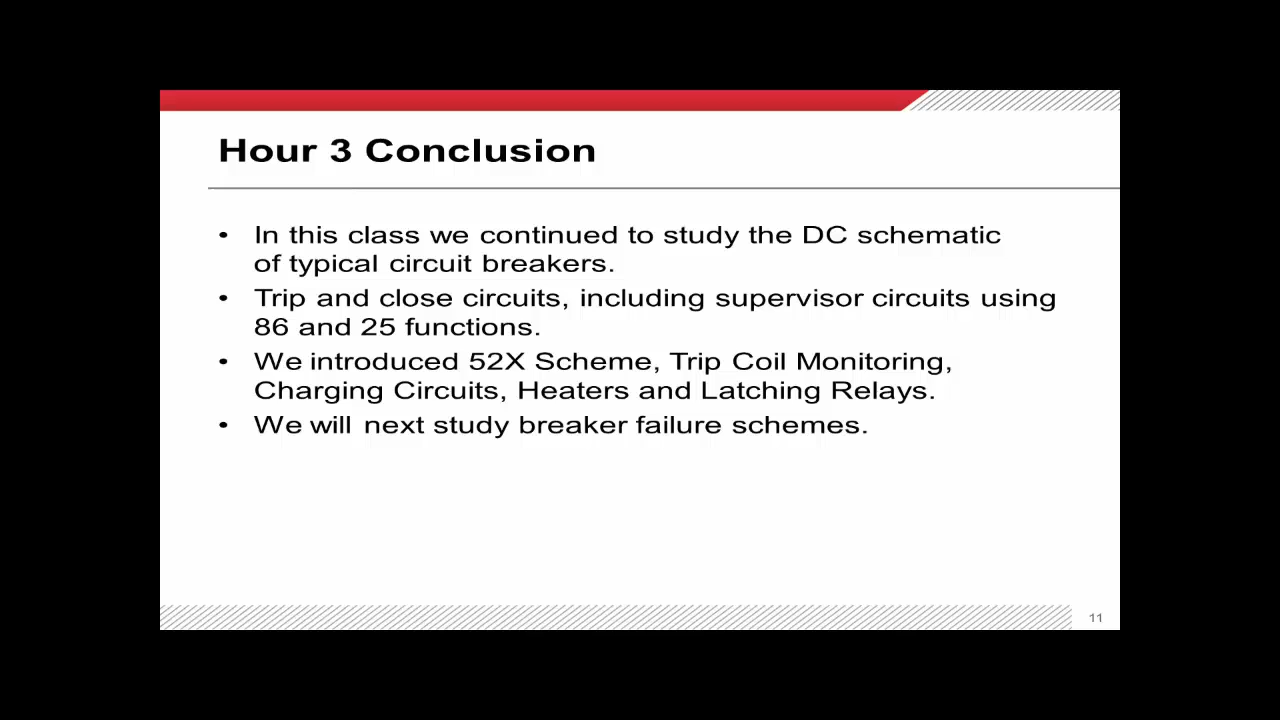 Hour 3 Conclusion
• In this class we continued to study the DC schematic
of typical circuit breakers.
• Trip and close circuits, including supervisor circuits using
86 and 25 functions.
• We introduced 52X Scheme, Trip Coil Monitoring,
Charging Circuits, Heaters and Latching Relays.
• We will next study breaker failure schemes.
11